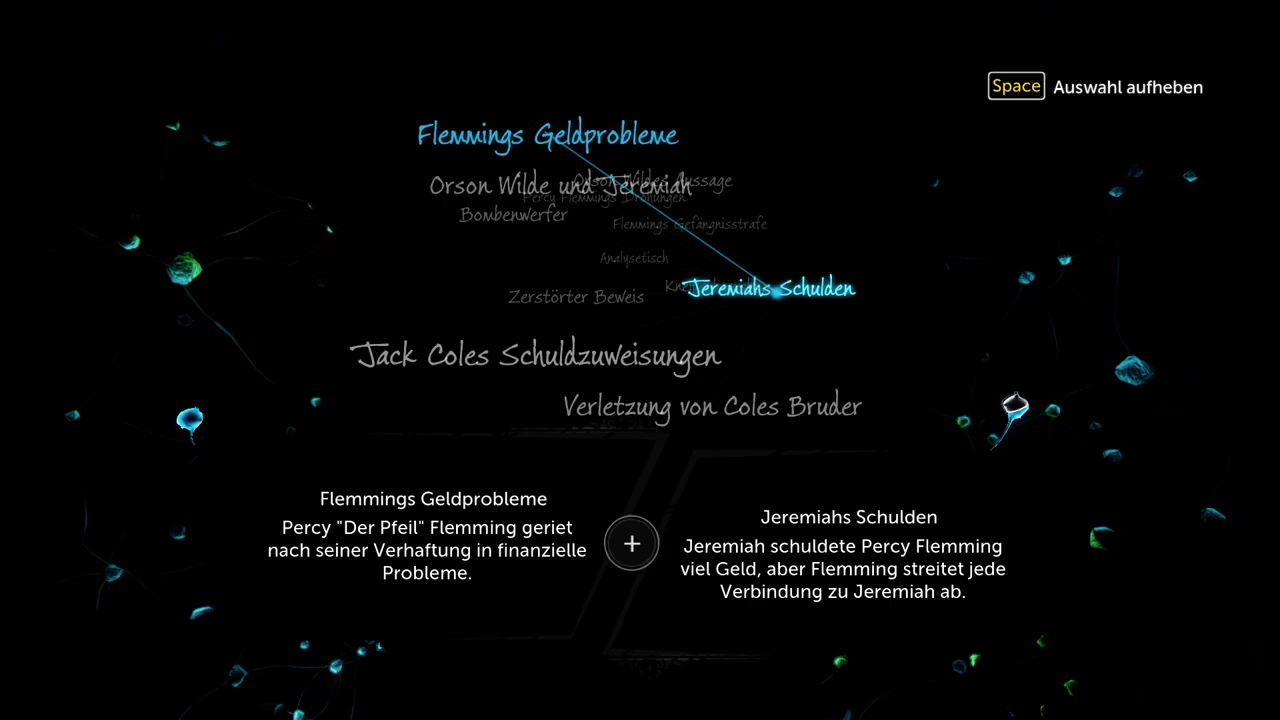 Space Auswahl aufheben
Flemmings Geldprobleme
Orson Wilde und Jeremiah
Orson Wildes Aussage
Percy Flemmings Drohungen
Bombenwerfer
Flemmings Gefängnisstrafe
Analysetisch
Jeremiahs Schulden
Zerstörter Beweis
Jack Coles Schuldzuweisungen
Verletzung von Coles Bruder
Flemmings Geldprobleme
Percy "Der Pfeil" Flemming geriet
nach seiner Verhaftung in finanzielle
Probleme.
+
Jeremiahs Schulden
Jeremiah schuldete Percy Flemming
viel Geld, aber Flemming streitet jede
Verbindung zu Jeremiah ab.